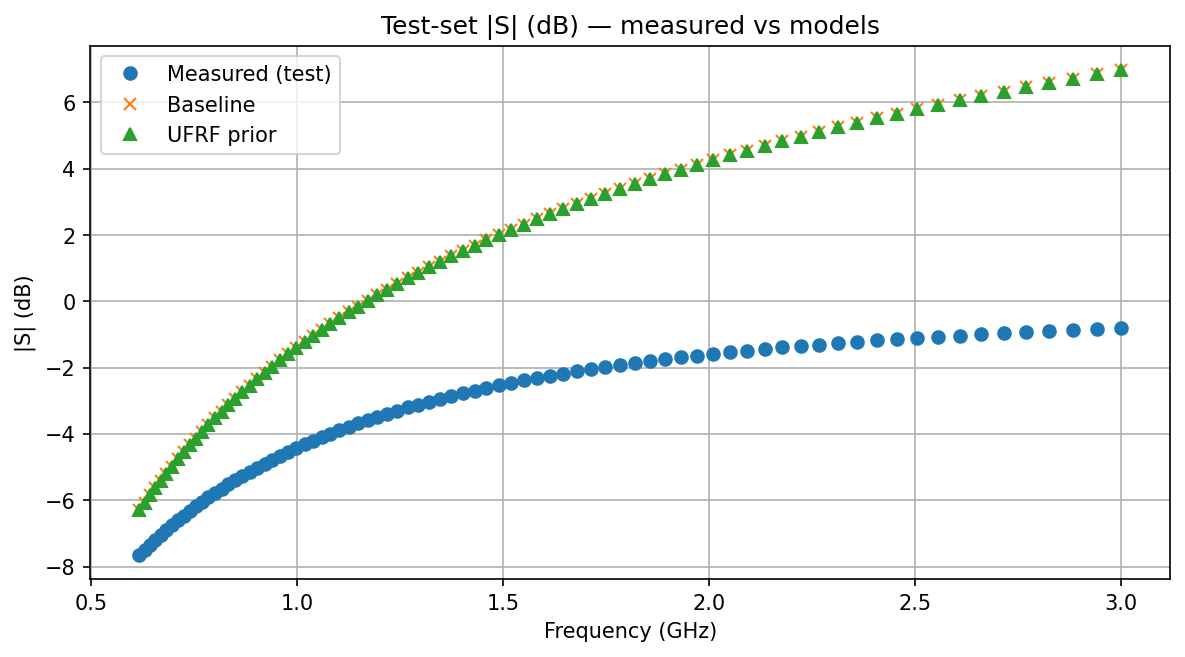 Test-set |S| (dB) — measured vs models
Measured (test)
Baseline
UFRF prior
|S| (dB)
6
4
2
0
−2
−4
−6
−8
0.5
1.0
1.5
2.0
2.5
3.0
Frequency (GHz)